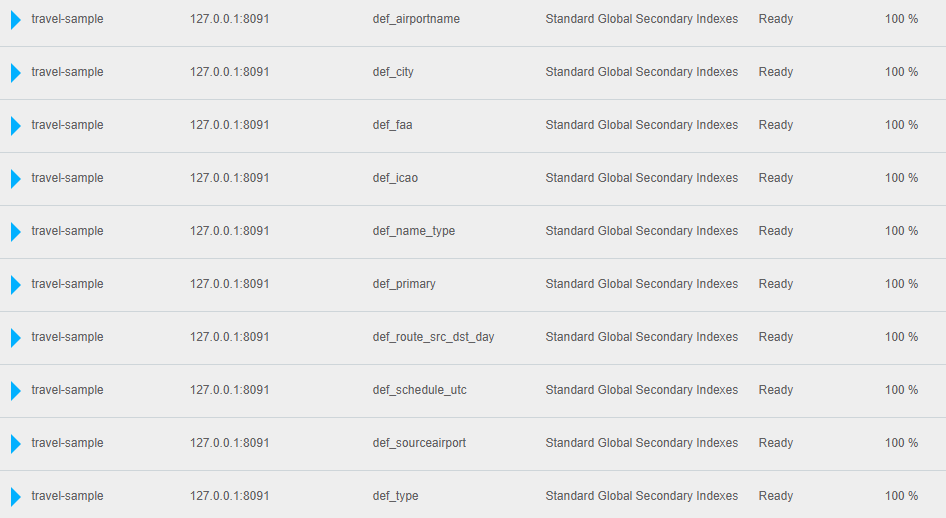 travel-sample 127.0.0.1:8091 def_airportname Standard Global Secondary Indexes Ready 100 %
travel-sample 127.0.0.1:8091 def_city Standard Global Secondary Indexes Ready 100 %
travel-sample 127.0.0.1:8091 def_faa Standard Global Secondary Indexes Ready 100 %
travel-sample 127.0.0.1:8091 def_icao Standard Global Secondary Indexes Ready 100 %
travel-sample 127.0.0.1:8091 def_name_type Standard Global Secondary Indexes Ready 100 %
travel-sample 127.0.0.1:8091 def_primary Standard Global Secondary Indexes Ready 100 %
travel-sample 127.0.0.1:8091 def_route_src_dst_day Standard Global Secondary Indexes Ready 100 %
travel-sample 127.0.0.1:8091 def_schedule_utc Standard Global Secondary Indexes Ready 100 %
travel-sample 127.0.0.1:8091 def_sourceairport Standard Global Secondary Indexes Ready 100 %
travel-sample 127.0.0.1:8091 def_type Standard Global Secondary Indexes Ready 100 %